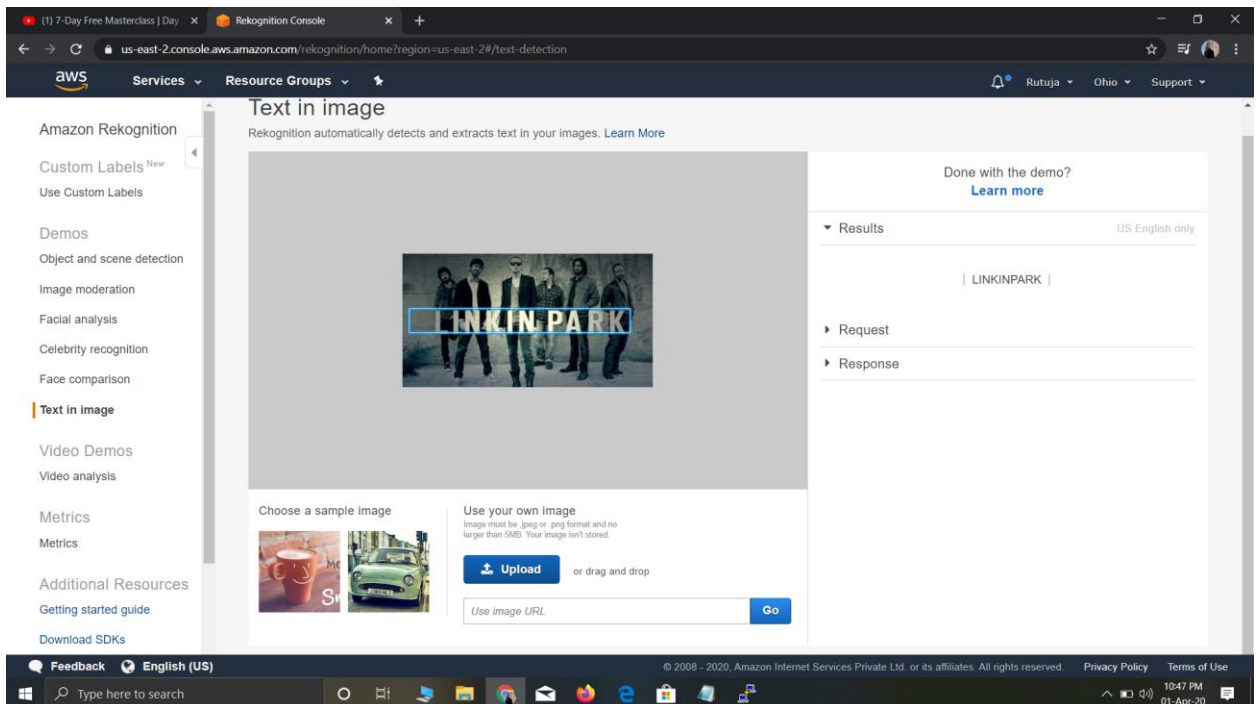 (1) 7-Day Free Masterclass | Day
Rekognition Console
us-east-2.console.aws.amazon.com/rekognition/home?region=us-east-2#/text-detection
aws
Services
Resource Groups
Rutuja
Ohio
Support
Amazon Rekognition
Custom Labels New
Use Custom Labels
Demos
Object and scene detection
Image moderation
Facial analysis
Celebrity recognition
Face comparison
Text in image
Video Demos
Video analysis
Metrics
Metrics
Additional Resources
Getting started guide
Download SDKs
Text in image
Rekognition automatically detects and extracts text in your images. Learn More
LINKIN PARK
Choose a sample image
Use your own image
Image must be .jpeg or .png format and no
larger than 5MB. Your image isn't stored.
Upload
or drag and drop
Use image URL
Go
Done with the demo?
Learn more
Results
US English only
| LINKINPARK |
Request
Response
Feedback
English (US)
© 2008 - 2020, Amazon Internet Services Private Ltd. or its affiliates. All rights reserved.
Privacy Policy
Terms of Use
Type here to search
10:47 PM
01-Apr-20